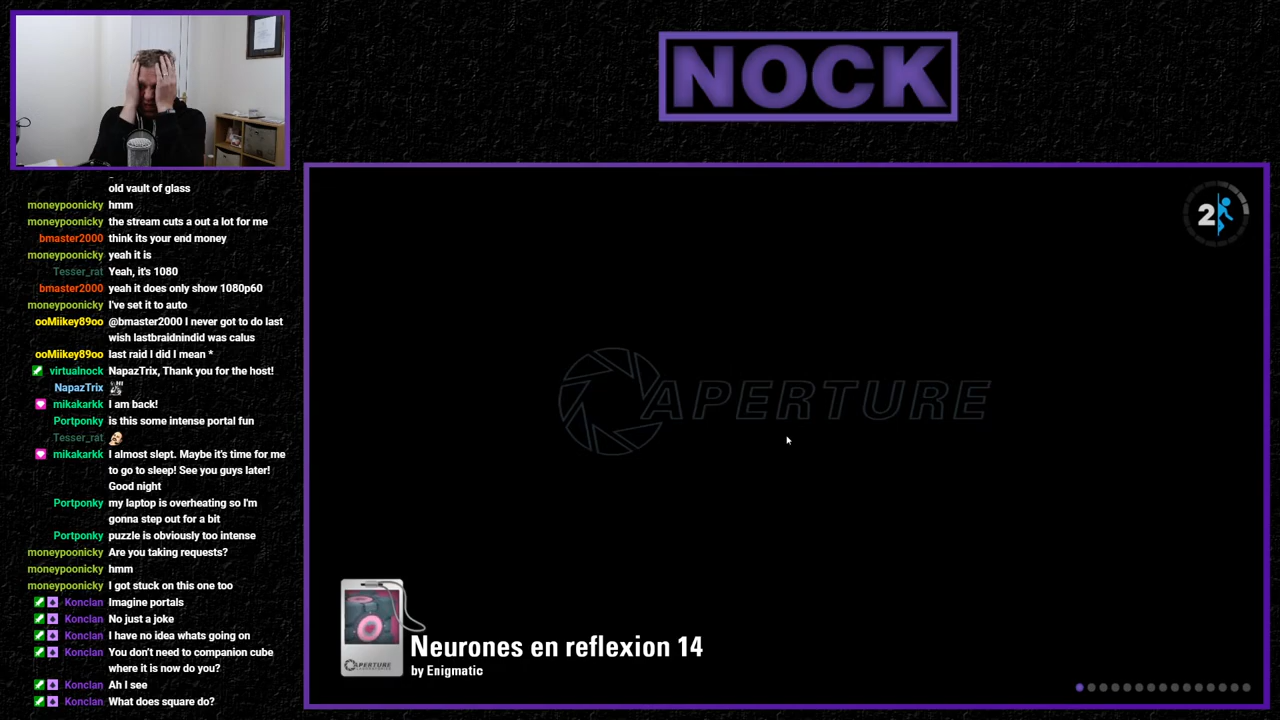 NOCK
old vault of glass
moneypoonicky hmm
moneypoonicky the stream cuts a out a lot for me
bmaster2000 think its your end money
moneypoonicky yeah it is
Tesser_rat Yeah, it's 1080
bmaster2000 yeah it does only show 1080p60
moneypoonicky I've set it to auto
ooMiikey89oo @bmaster2000 I never got to do last
wish lastbraidnindid was calus
ooMiikey89oo last raid I did I mean *
virtualnock NapazTrix, Thank you for the host!
NapazTrix
mikakarkk I am back!
Portponky is this some intense portal fun
Tesser_rat
mikakarkk I almost slept. Maybe it's time for me
to go to sleep! See you guys later!
Good night
Portponky my laptop is overheating so I'm
gonna step out for a bit
Portponky puzzle is obviously too intense
moneypoonicky Are you taking requests?
moneypoonicky hmm
moneypoonicky I got stuck on this one too
Konclan Imagine portals
Konclan No just a joke
Konclan I have no idea whats going on
Konclan You don't need to companion cube
where it is now do you?
Konclan Ah I see
Konclan What does square do?
2
APERTURE
APERTURE
Neurones en reflexion 14
by Enigmatic